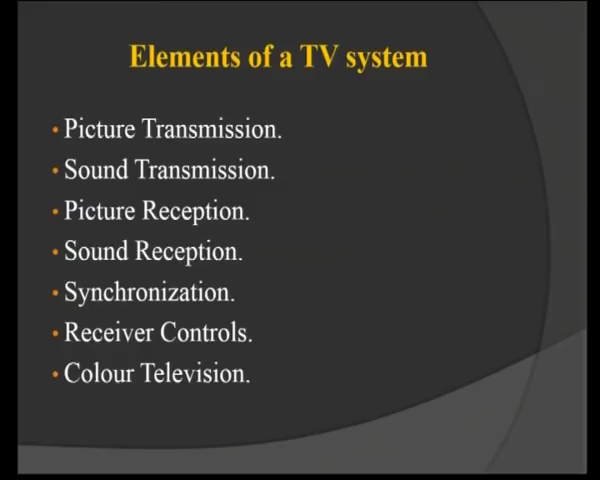 Elements of a TV system
• Picture Transmission.
• Sound Transmission.
• Picture Reception.
• Sound Reception.
• Synchronization.
• Receiver Controls.
• Colour Television.